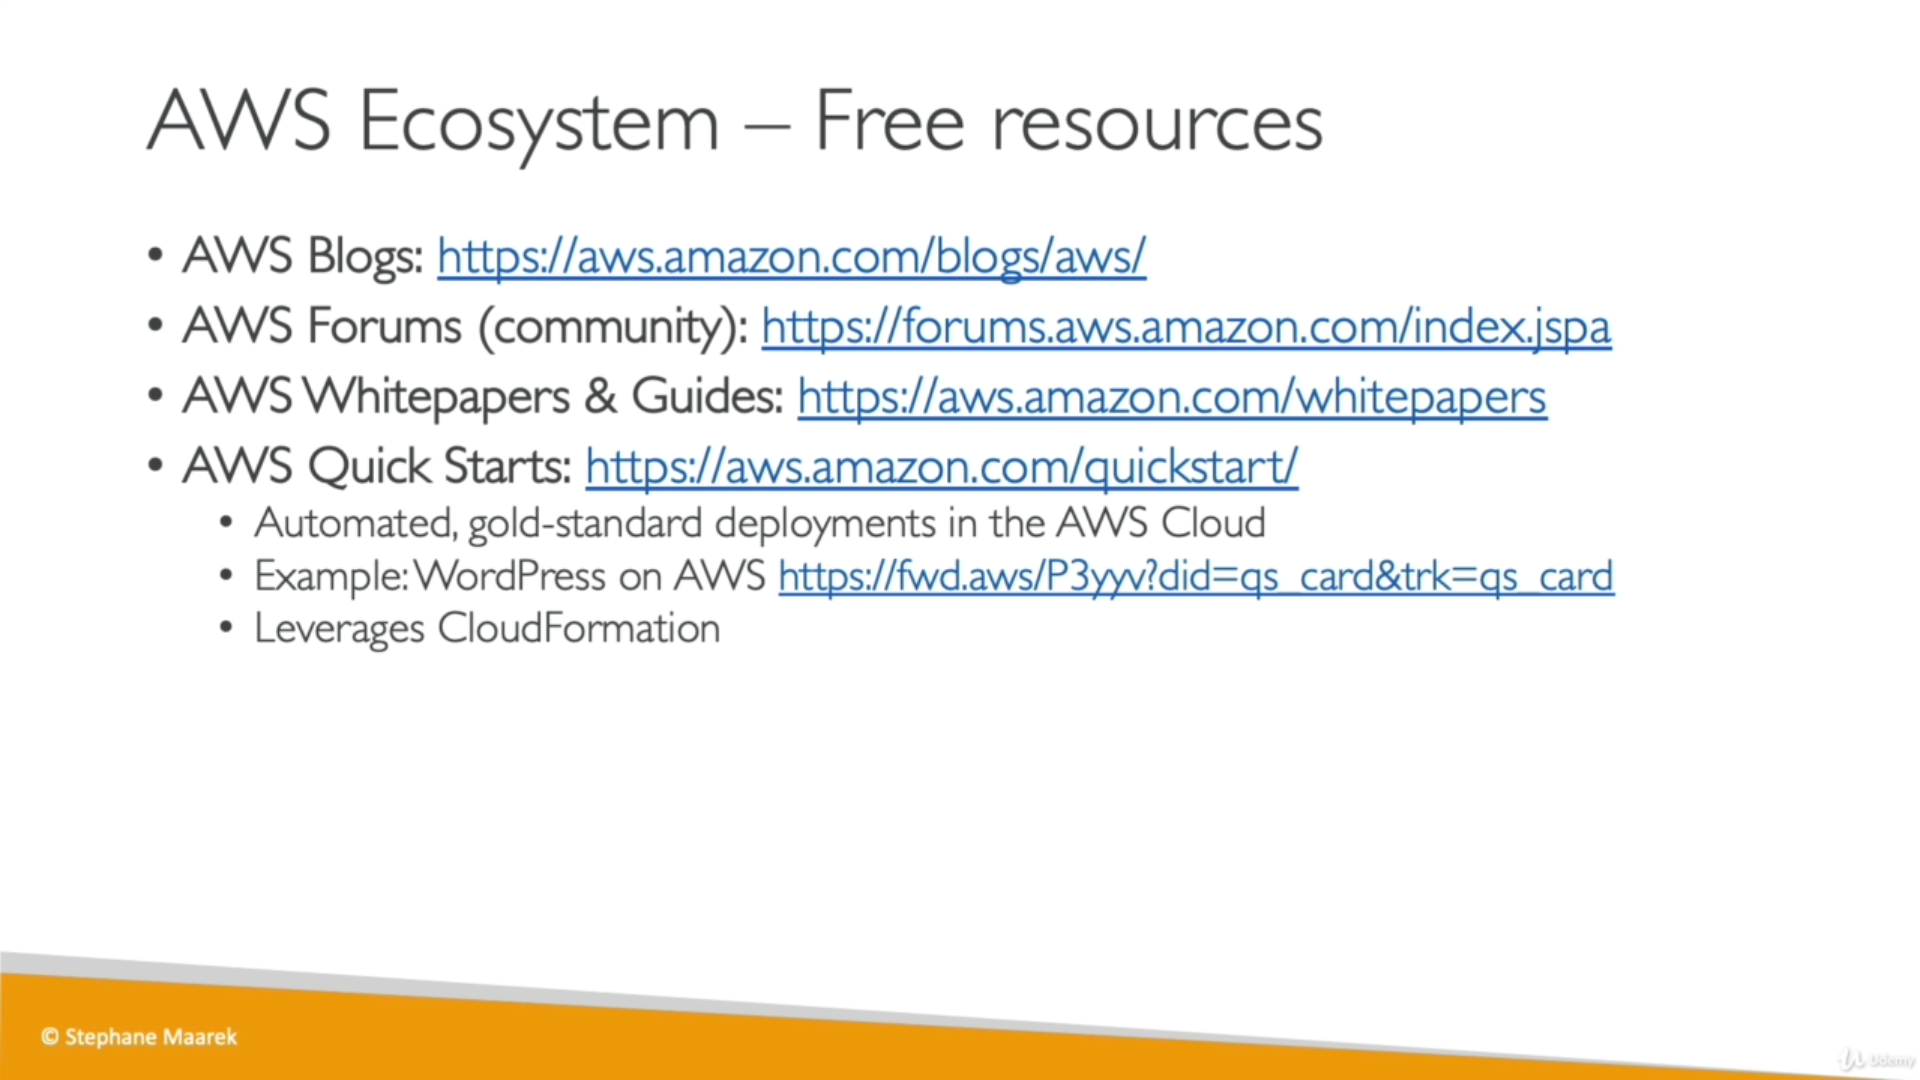 AWS Ecosystem – Free resources
• AWS Blogs: https://aws.amazon.com/blogs/aws/
• AWS Forums (community): https://forums.aws.amazon.com/index.jspa
• AWS Whitepapers & Guides: https://aws.amazon.com/whitepapers
• AWS Quick Starts: https://aws.amazon.com/quickstart/
• Automated, gold-standard deployments in the AWS Cloud
• Example: WordPress on AWS https://fwd.aws/P3yyv?did=qs_card&trk=qs_card
• Leverages CloudFormation
© Stephane Maarek
Udemy